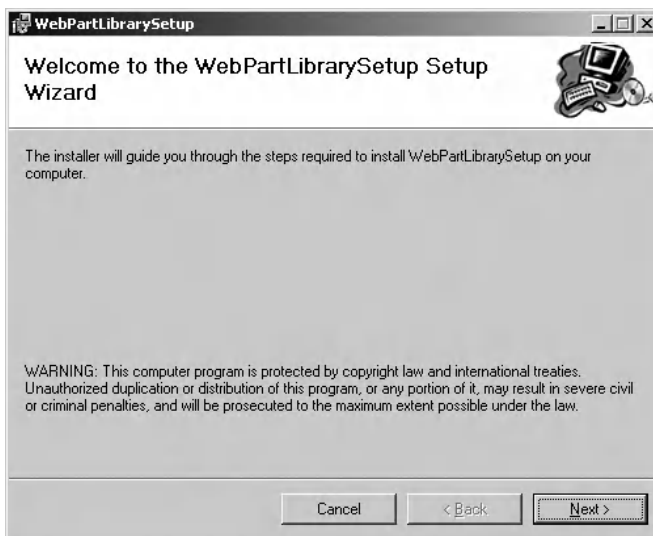 WebPartLibrarySetup
Welcome to the WebPartLibrarySetup Setup
Wizard
The installer will guide you through the steps required to install WebPartLibrarySetup on your
computer.
WARNING: This computer program is protected by copyright law and international treaties.
Unauthorized duplication or distribution of this program, or any portion of it, may result in severe civil
or criminal penalties, and will be prosecuted to the maximum extent possible under the law.
Cancel
< Back
Next >